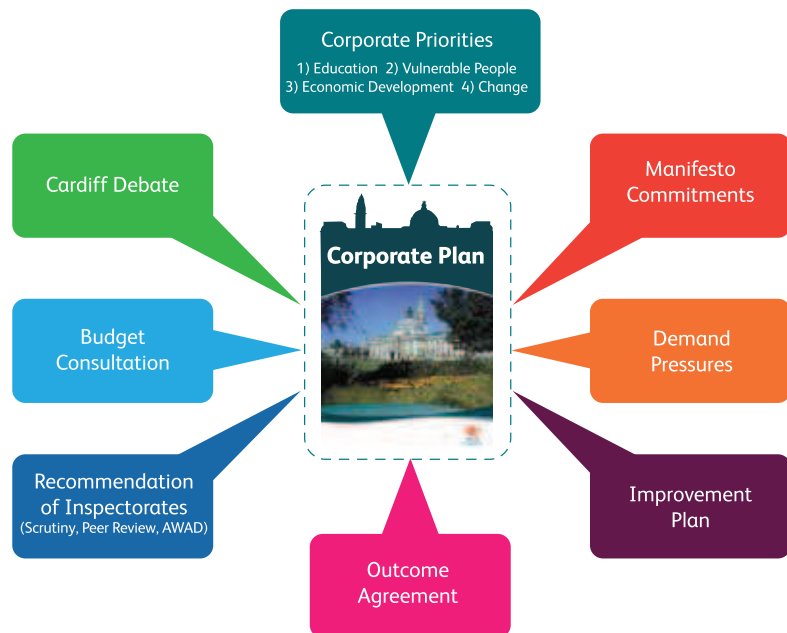 Corporate Priorities
1) Education 2) Vulnerable People
3) Economic Development 4) Change
Cardiff Debate
Manifesto
Commitments
Corporate Plan
Budget
Consultation
Demand
Pressures
Recommendation
of Inspectorates
(Scrutiny, Peer Review, AWAD)
Improvement
Plan
Outcome
Agreement